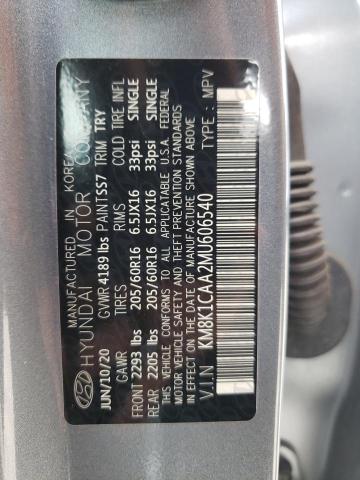 MANUFACTURED IN KOREA
HYUNDAI MOTOR COMPANY
JUN/10/20 GVWR 4189 lbs PAINT SS7 TRIM TRY
GAWR TIRES RIMS COLD TIRE INFL
FRONT 2293 lbs 205/60R16 6.5JX16 33psi SINGLE
REAR 2205 lbs 205/60R16 6.5JX16 33psi SINGLE
THIS VEHICLE CONFORMS TO ALL APPLICABLE U.S.A. FEDERAL
MOTOR VEHICLE SAFETY AND THEFT PREVENTION STANDARDS
IN EFFECT ON THE DATE OF MANUFACTURE SHOWN ABOVE.
V.I.N KM8K1CAA2MU606540 TYPE : MPV